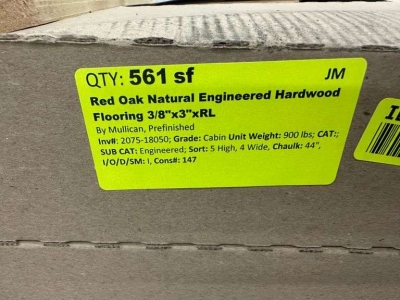 QTY: 561 sf JM
Red Oak Natural Engineered Hardwood
Flooring 3/8"x3"xRL
By Mullican, Prefinished
Inv#: 2075-18050; Grade: Cabin Unit Weight: 900 lbs; CAT:;
SUB CAT: Engineered; Sort: 5 High, 4 Wide, Chaulk: 44",
I/O/D/SM: I, Cons#: 147